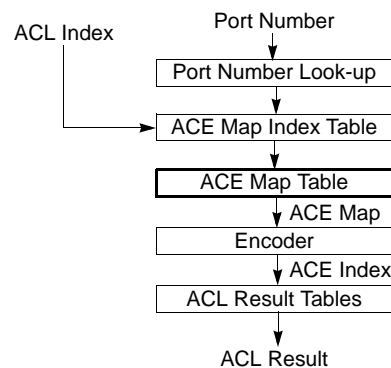 Port Number
ACL Index
Port Number Look-up
ACE Map Index Table
ACE Map Table
ACE Map
Encoder
ACE Index
ACL Result Tables
ACL Result